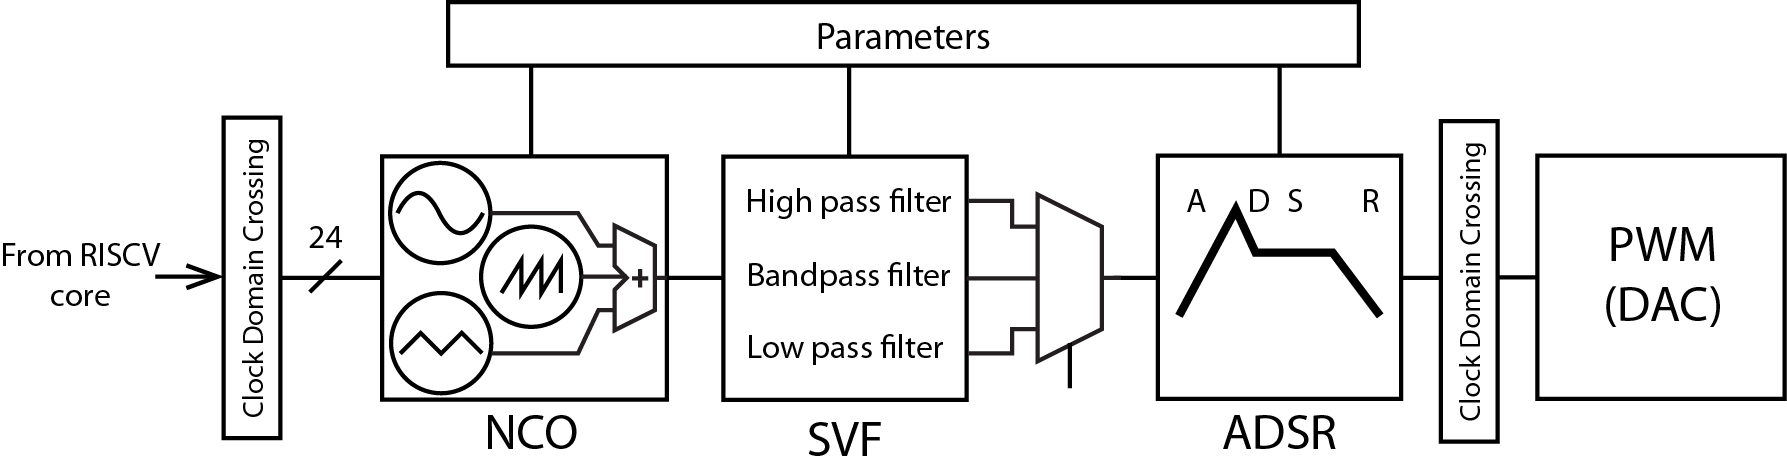 Parameters
From RISCV
core
Clock Domain Crossing
24
+
NCO
High pass filter
Bandpass filter
Low pass filter
SVF
A D S R
ADSR
Clock Domain Crossing
PWM
(DAC)